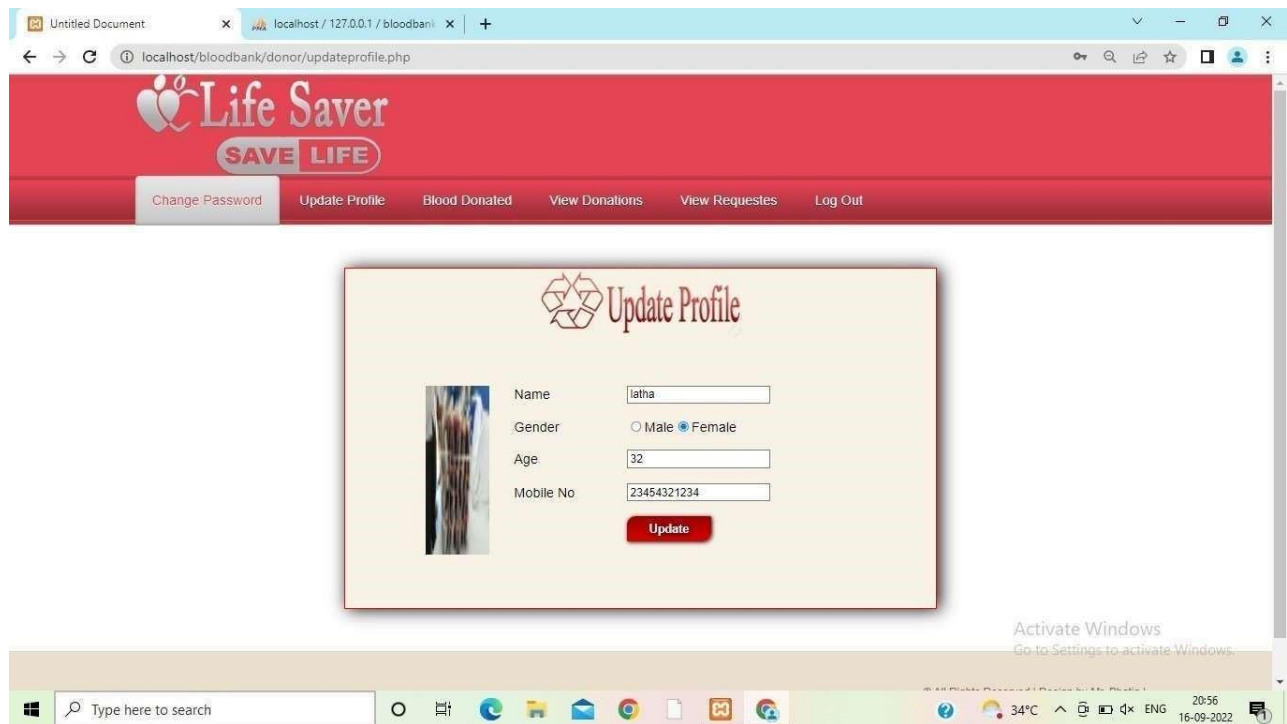 Untitled Document
localhost / 127.0.0.1 / bloodbank
localhost/bloodbank/donor/updateprofile.php
Life Saver
SAVE LIFE
Change Password Update Profile Blood Donated View Donations View Requestes Log Out
Update Profile
Name latha
Gender Male Female
Age 32
Mobile No 23454321234
Update
Activate Windows
Go to Settings to activate Windows.
Type here to search
34°C ENG 20:56
16-09-2022